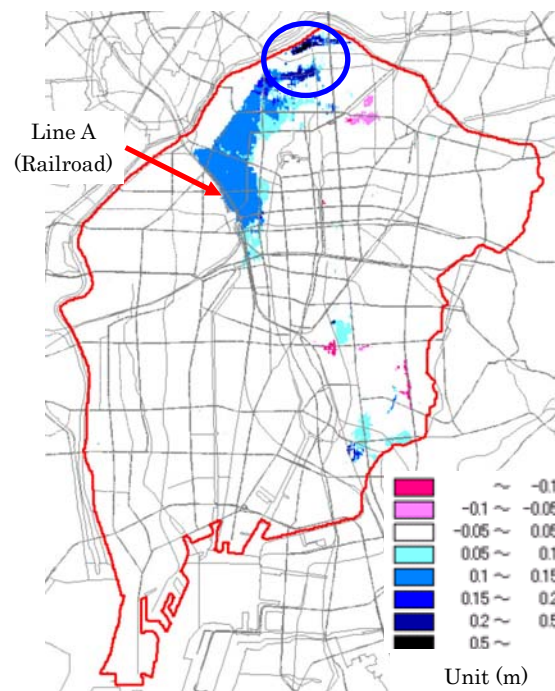 Line A
(Railroad)
～ -0.1
-0.1 ～ -0.05
-0.05 ～ 0.05
0.05 ～ 0.1
0.1 ～ 0.15
0.15 ～ 0.2
0.2 ～ 0.5
0.5 ～
Unit (m)